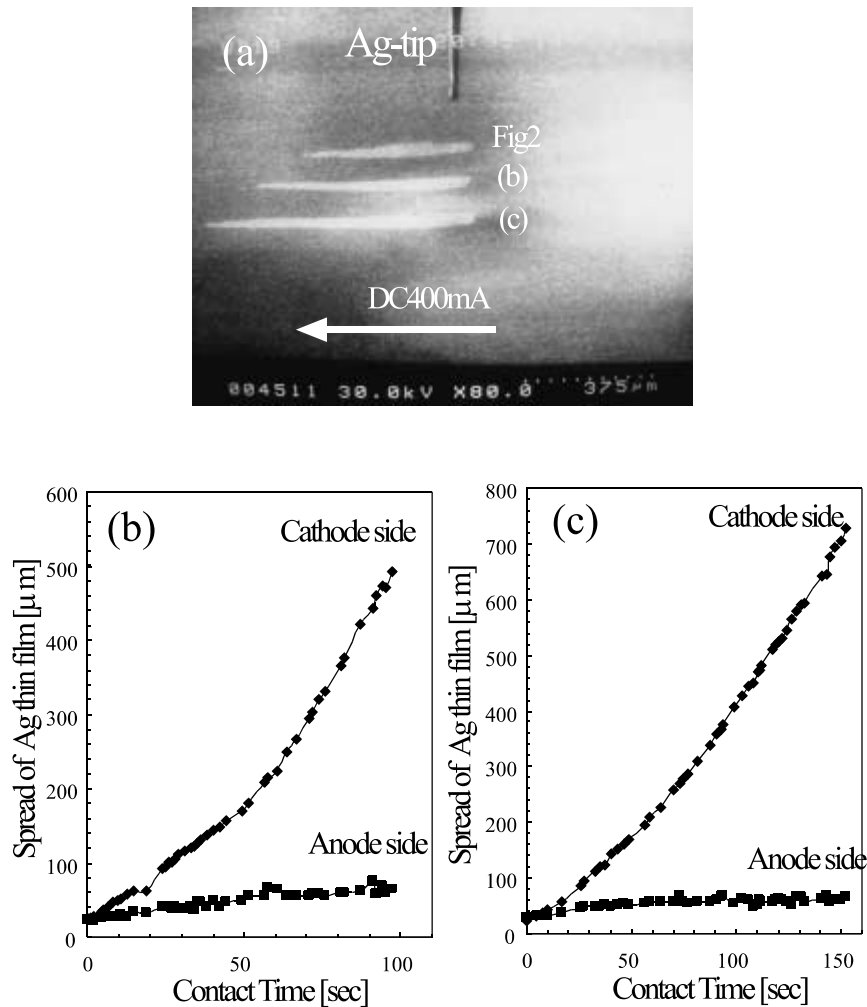 (a)
Ag-tip
Fig2
(b)
(c)
DC400mA
004511 30.0kV X80.0 375µm
(b)
Cathode side
Anode side
Spread of Ag thin film [µm]
600
500
400
300
200
100
0
0 50 100
Contact Time [sec]
(c)
Cathode side
Anode side
Spread of Ag thin film [µm]
800
700
600
500
400
300
200
100
0
0 50 100 150
Contact Time [sec]